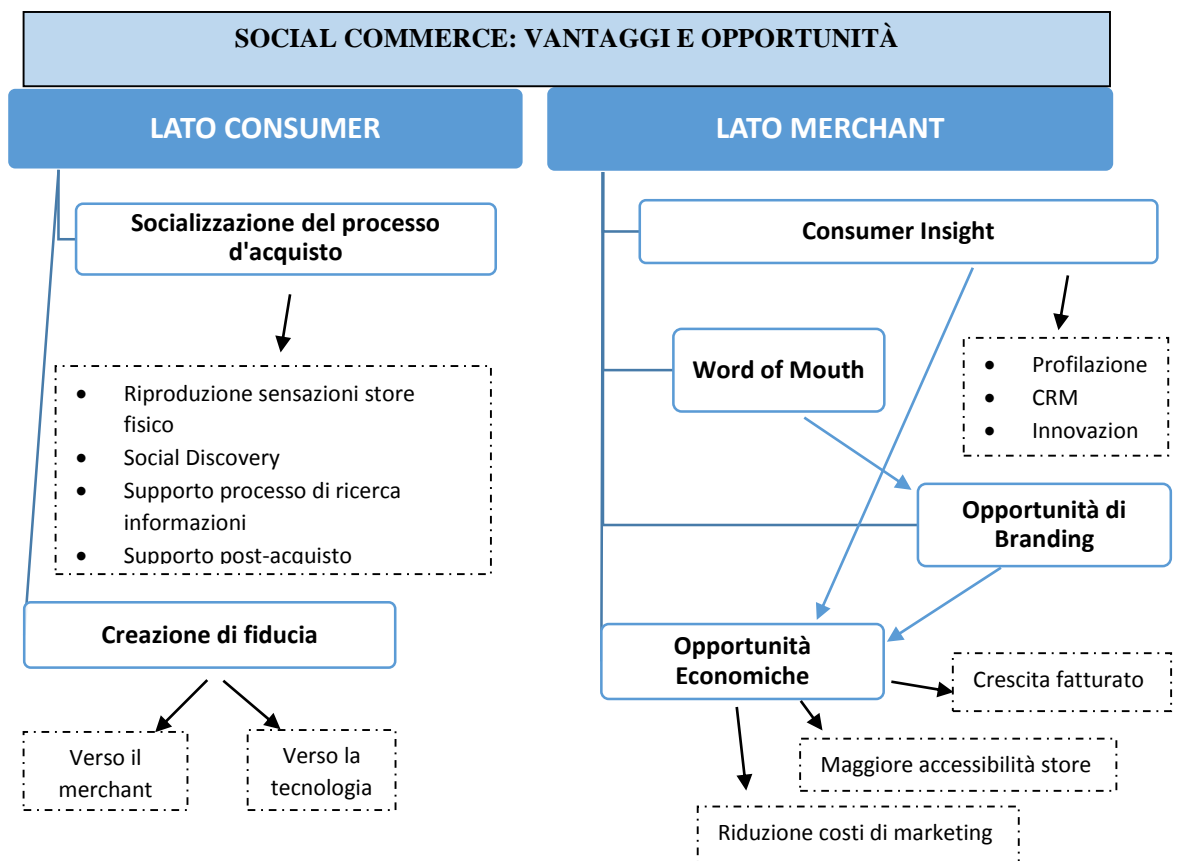 SOCIAL COMMERCE: VANTAGGI E OPPORTUNITÀ
LATO CONSUMER
Socializzazione del processo
d'acquisto
• Riproduzione sensazioni store
fisico
• Social Discovery
• Supporto processo di ricerca
informazioni
• Supporto post-acquisto
Creazione di fiducia
Verso il
merchant
Verso la
tecnologia
LATO MERCHANT
Consumer Insight
• Profilazione
• CRM
• Innovazion
Word of Mouth
Opportunità di
Branding
Opportunità
Economiche
Crescita fatturato
Maggiore accessibilità store
Riduzione costi di marketing